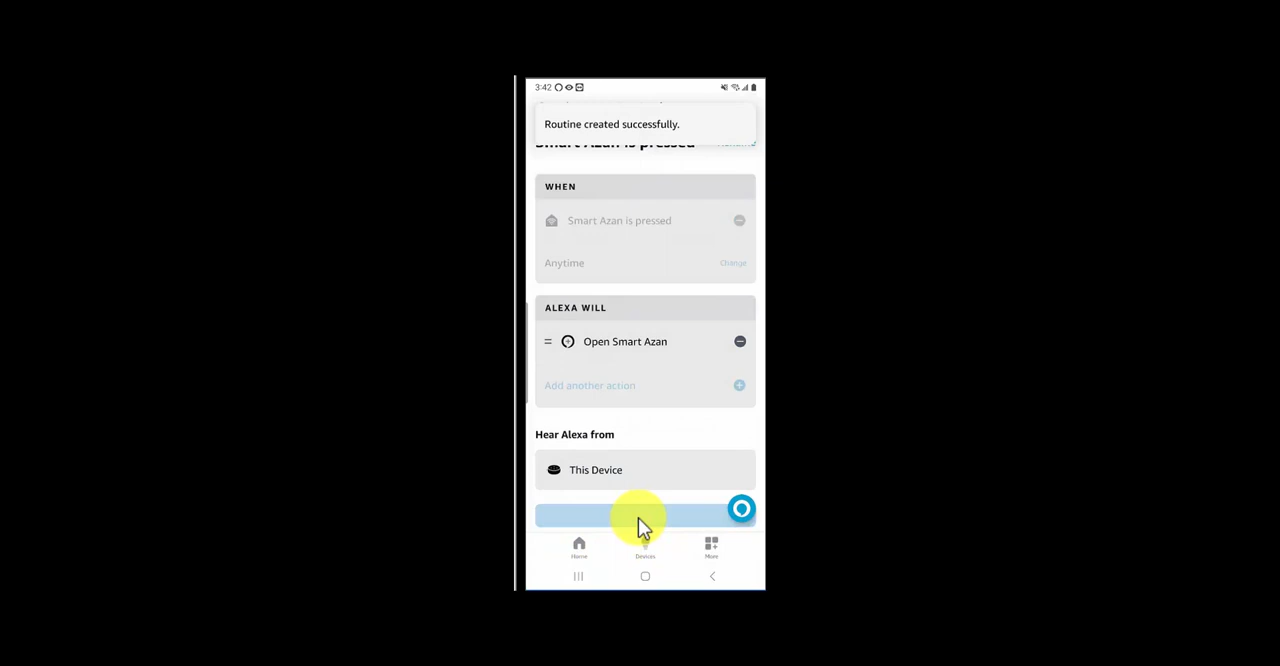 3:42
Routine created successfully.
Smart Azan is pressed
WHEN
Smart Azan is pressed
Anytime
Change
ALEXA WILL
Open Smart Azan
Add another action
Hear Alexa from
This Device
Home
Devices
More